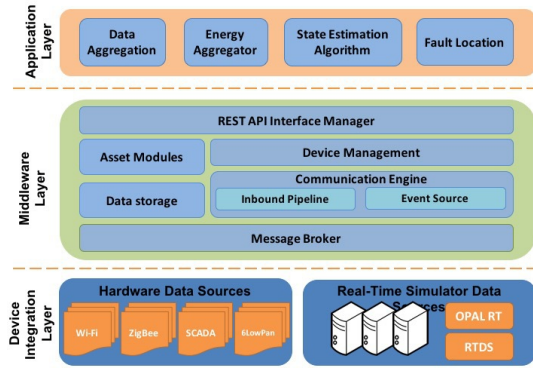 Application
Layer
Data
Aggregation
Energy
Aggregator
State Estimation
Algorithm
Fault Location
Middleware
Layer
REST API Interface Manager
Asset Modules
Device Management
Data storage
Communication Engine
Inbound Pipeline
Event Source
Message Broker
Device
Integration
Layer
Hardware Data Sources
Wi-Fi
ZigBee
SCADA
6LowPan
Real-Time Simulator Data
Sources
OPAL RT
RTDS